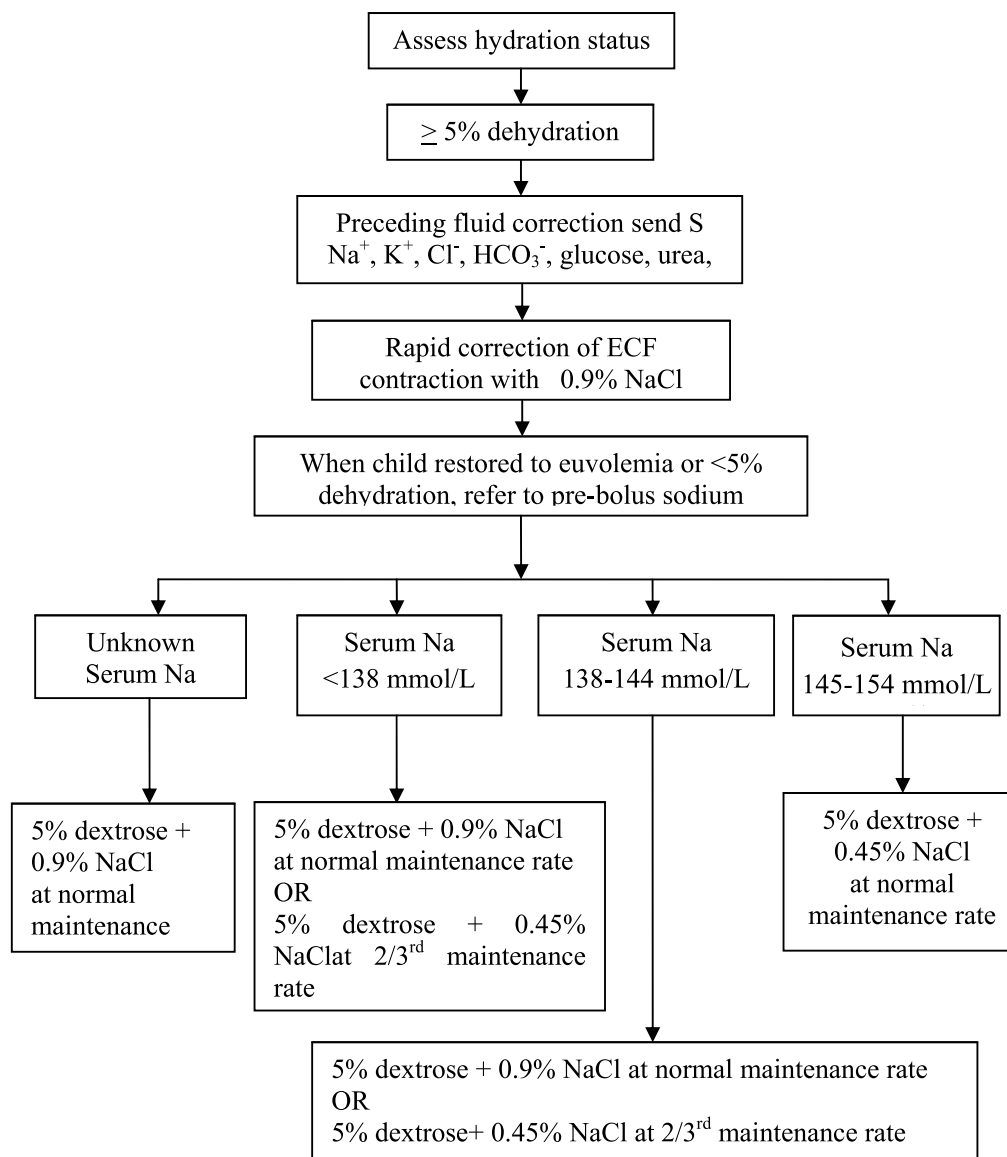 Assess hydration status
≥ 5% dehydration
Preceding fluid correction send S
Na⁺, K⁺, Cl⁻, HCO₃⁻, glucose, urea,
Rapid correction of ECF
contraction with 0.9% NaCl
When child restored to euvolemia or <5%
dehydration, refer to pre-bolus sodium
Unknown
Serum Na
Serum Na
<138 mmol/L
Serum Na
138-144 mmol/L
Serum Na
145-154 mmol/L
5% dextrose +
0.9% NaCl
at normal
maintenance
5% dextrose + 0.9% NaCl
at normal maintenance rate
OR
5% dextrose + 0.45%
NaClat 2/3ʳᵈ maintenance
rate
5% dextrose +
0.45% NaCl
at normal
maintenance rate
5% dextrose + 0.9% NaCl at normal maintenance rate
OR
5% dextrose+ 0.45% NaCl at 2/3ʳᵈ maintenance rate